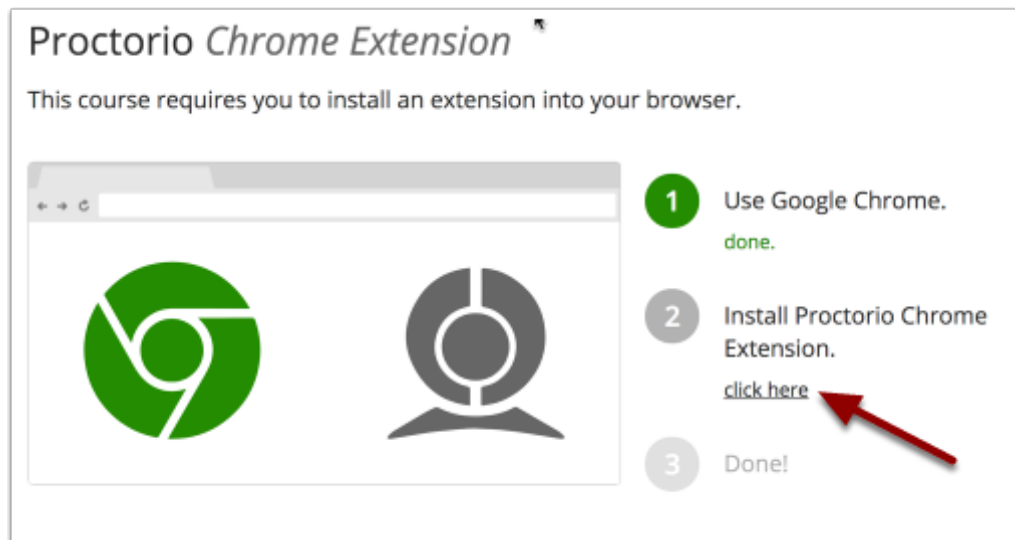 Proctorio Chrome Extension
This course requires you to install an extension into your browser.
1
Use Google Chrome.
done.
2
Install Proctorio Chrome
Extension.
click here
3
Done!